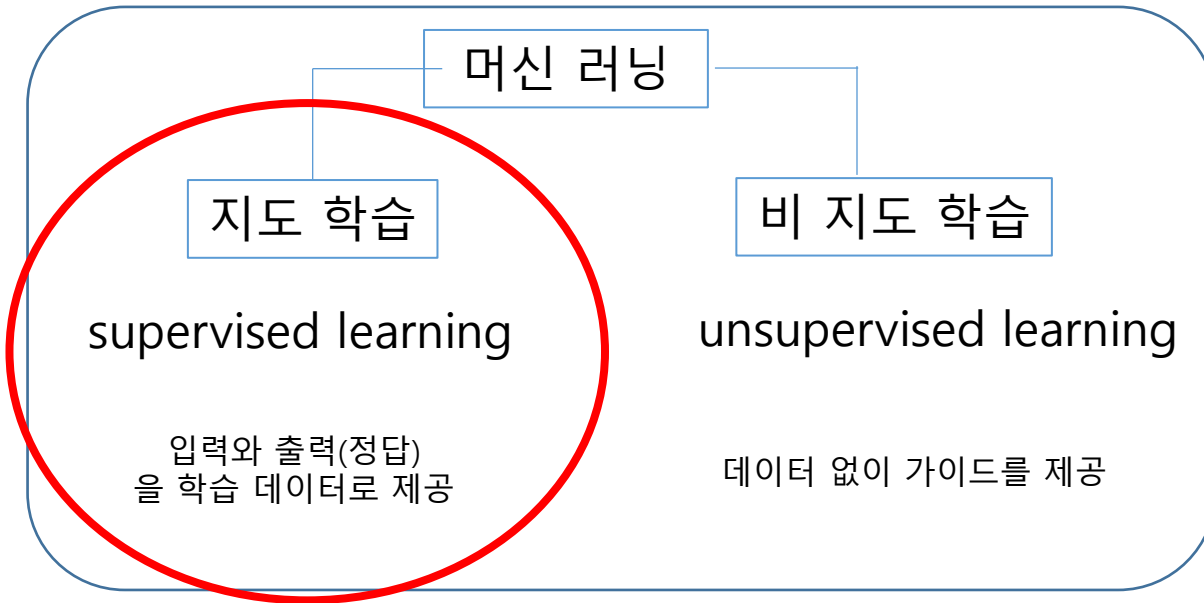 머신 러닝
지도 학습
비 지도 학습
supervised learning
unsupervised learning
입력와 출력(정답)
을 학습 데이터로 제공
데이터 없이 가이드를 제공